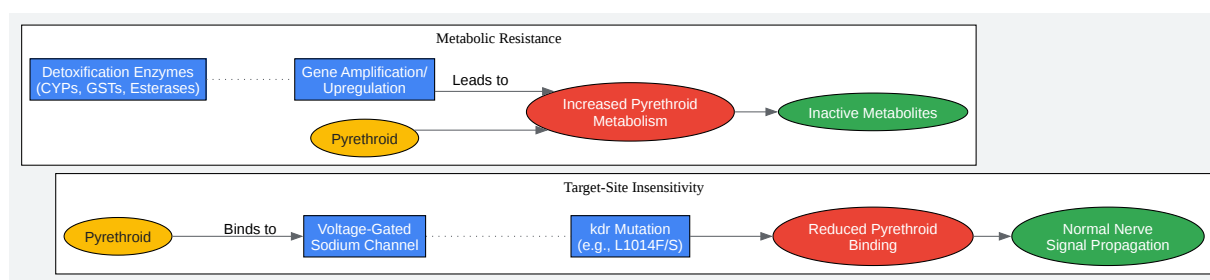 Metabolic Resistance
Detoxification Enzymes
(CYPs, GSTs, Esterases)
Gene Amplification/
Upregulation
Leads to
Increased Pyrethroid
Metabolism
Inactive Metabolites
Pyrethroid
Target-Site Insensitivity
Pyrethroid
Binds to
Voltage-Gated
Sodium Channel
kdr Mutation
(e.g., L1014F/S)
Reduced Pyrethroid
Binding
Normal Nerve
Signal Propagation